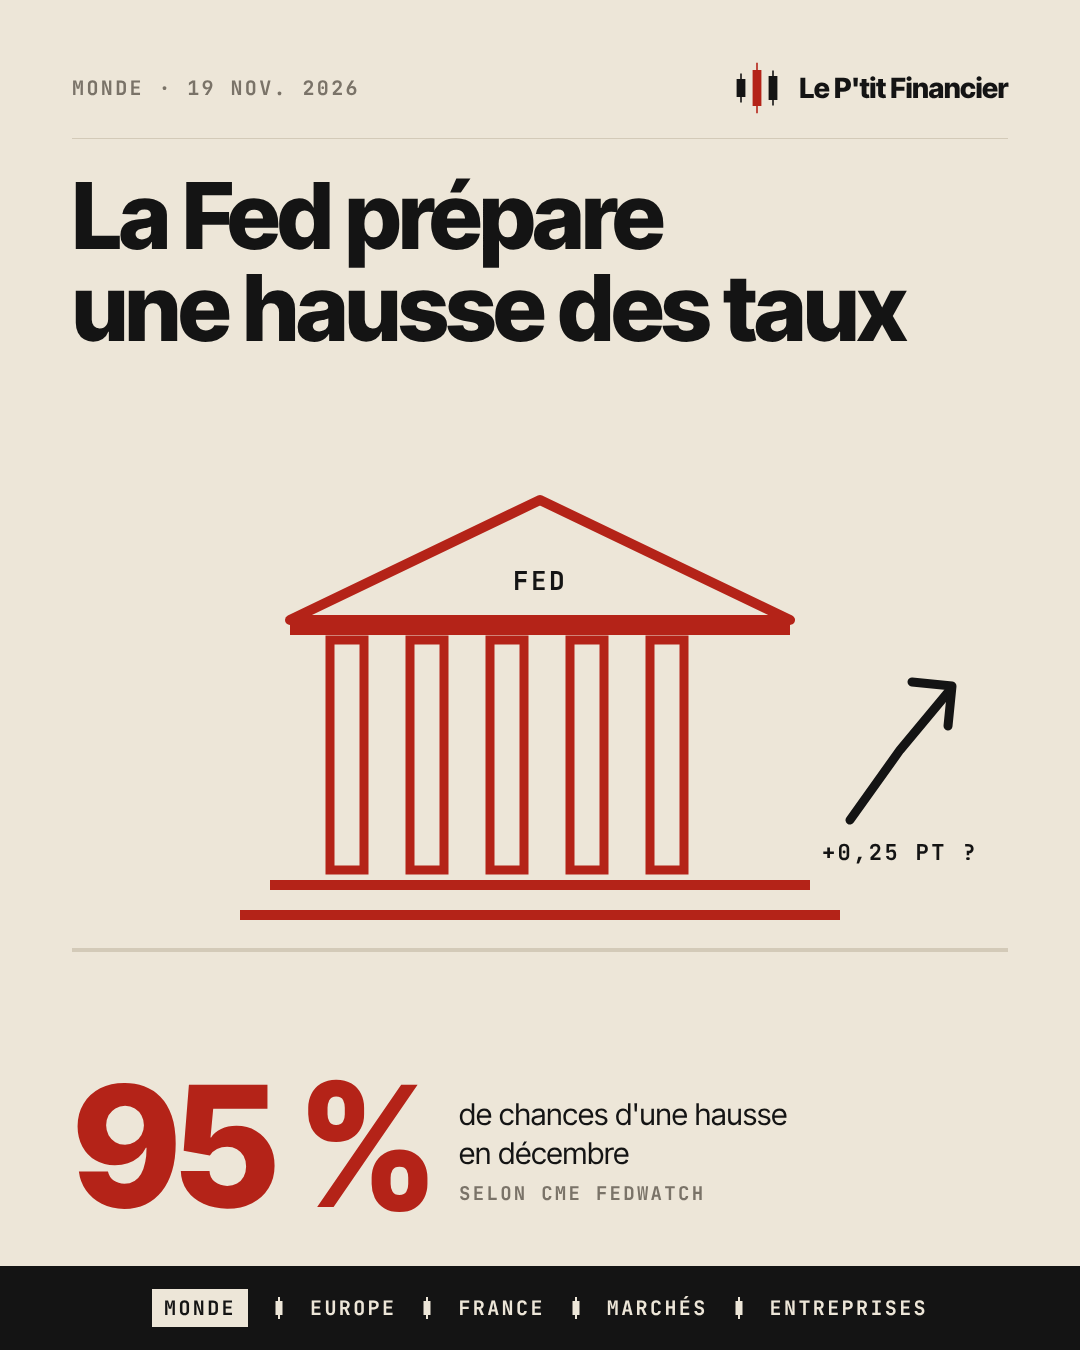 MONDE · 19 NOV. 2026
Le P'tit Financier
La Fed prépare
une hausse des taux
FED
+0,25 PT ?
95 %
de chances d'une hausse
en décembre
SELON CME FEDWATCH
MONDE
EUROPE
FRANCE
MARCHÉS
ENTREPRISES